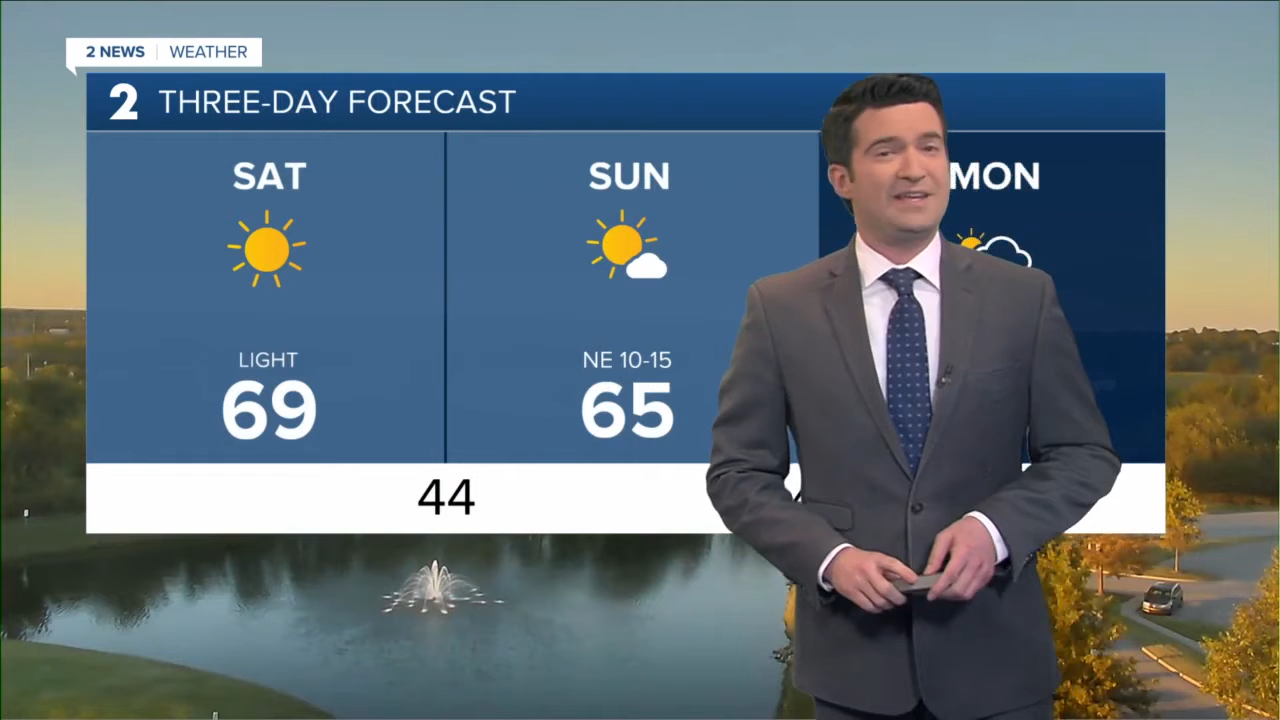 2 NEWS | WEATHER
2 THREE-DAY FORECAST
SAT
SUN
MON
LIGHT
NE 10-15
69
65
44